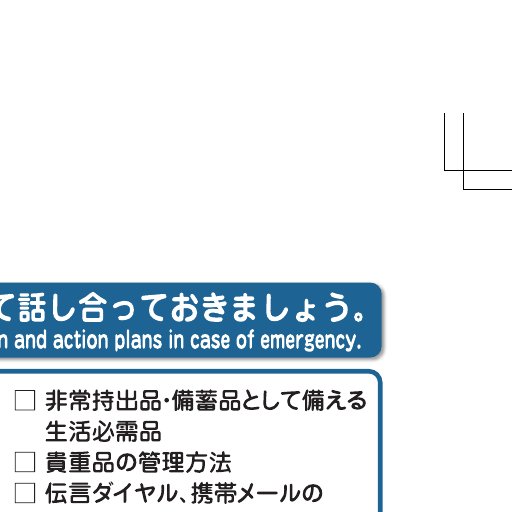 て話し合っておきましょう。
and action plans in case of emergency.
□ 非常持出品・備蓄品として備える
生活必需品
□ 貴重品の管理方法
□ 伝言ダイヤル、携帯メールの